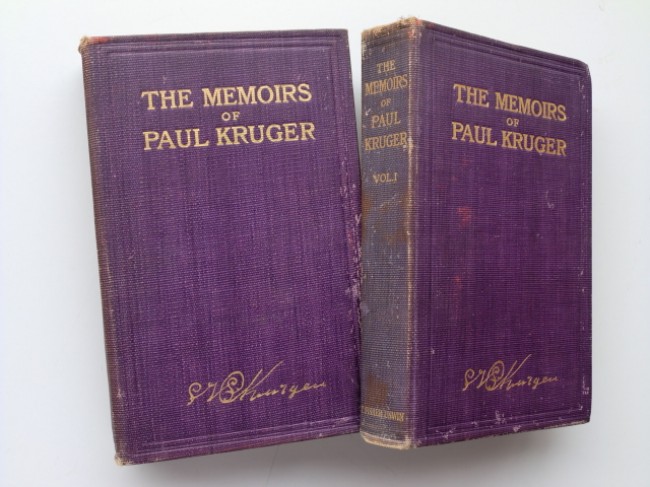 THE MEMOIRS
OF
PAUL KRUGER
THE
MEMOIRS
OF
PAUL
KRUGER
VOL. I
THE MEMOIRS
OF
PAUL KRUGER